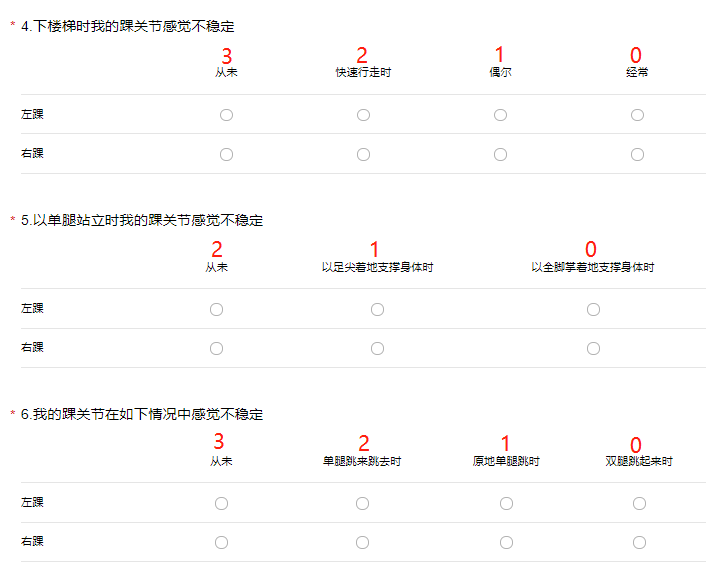 * 4.下楼梯时我的踝关节感觉不稳定
3 2 1 0
从未 快速行走时 偶尔 经常
左踝
右踝
* 5.以单腿站立时我的踝关节感觉不稳定
2 1 0
从未 以足尖着地支撑身体时 以全脚掌着地支撑身体时
左踝
右踝
* 6.我的踝关节在如下情况中感觉不稳定
3 2 1 0
从未 单腿跳来跳去时 原地单腿跳时 双腿跳起来时
左踝
右踝